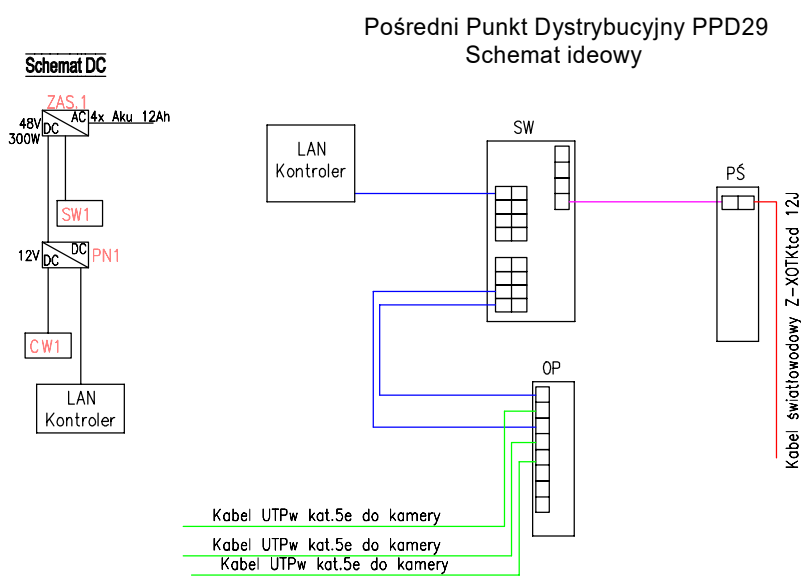 Pośredni Punkt Dystrybucyjny PPD29
Schemat ideowy
Schemat DC
ZAS.1
AC
4x Aku 12Ah
48V
300W
DC
SW1
12V
DC
DC
PN1
CW1
LAN
Kontroler
LAN
Kontroler
SW
PŚ
OP
Kabel światłowodowy Z-XOTKtcd 12J
Kabel UTPw kat.5e do kamery
Kabel UTPw kat.5e do kamery
Kabel UTPw kat.5e do kamery